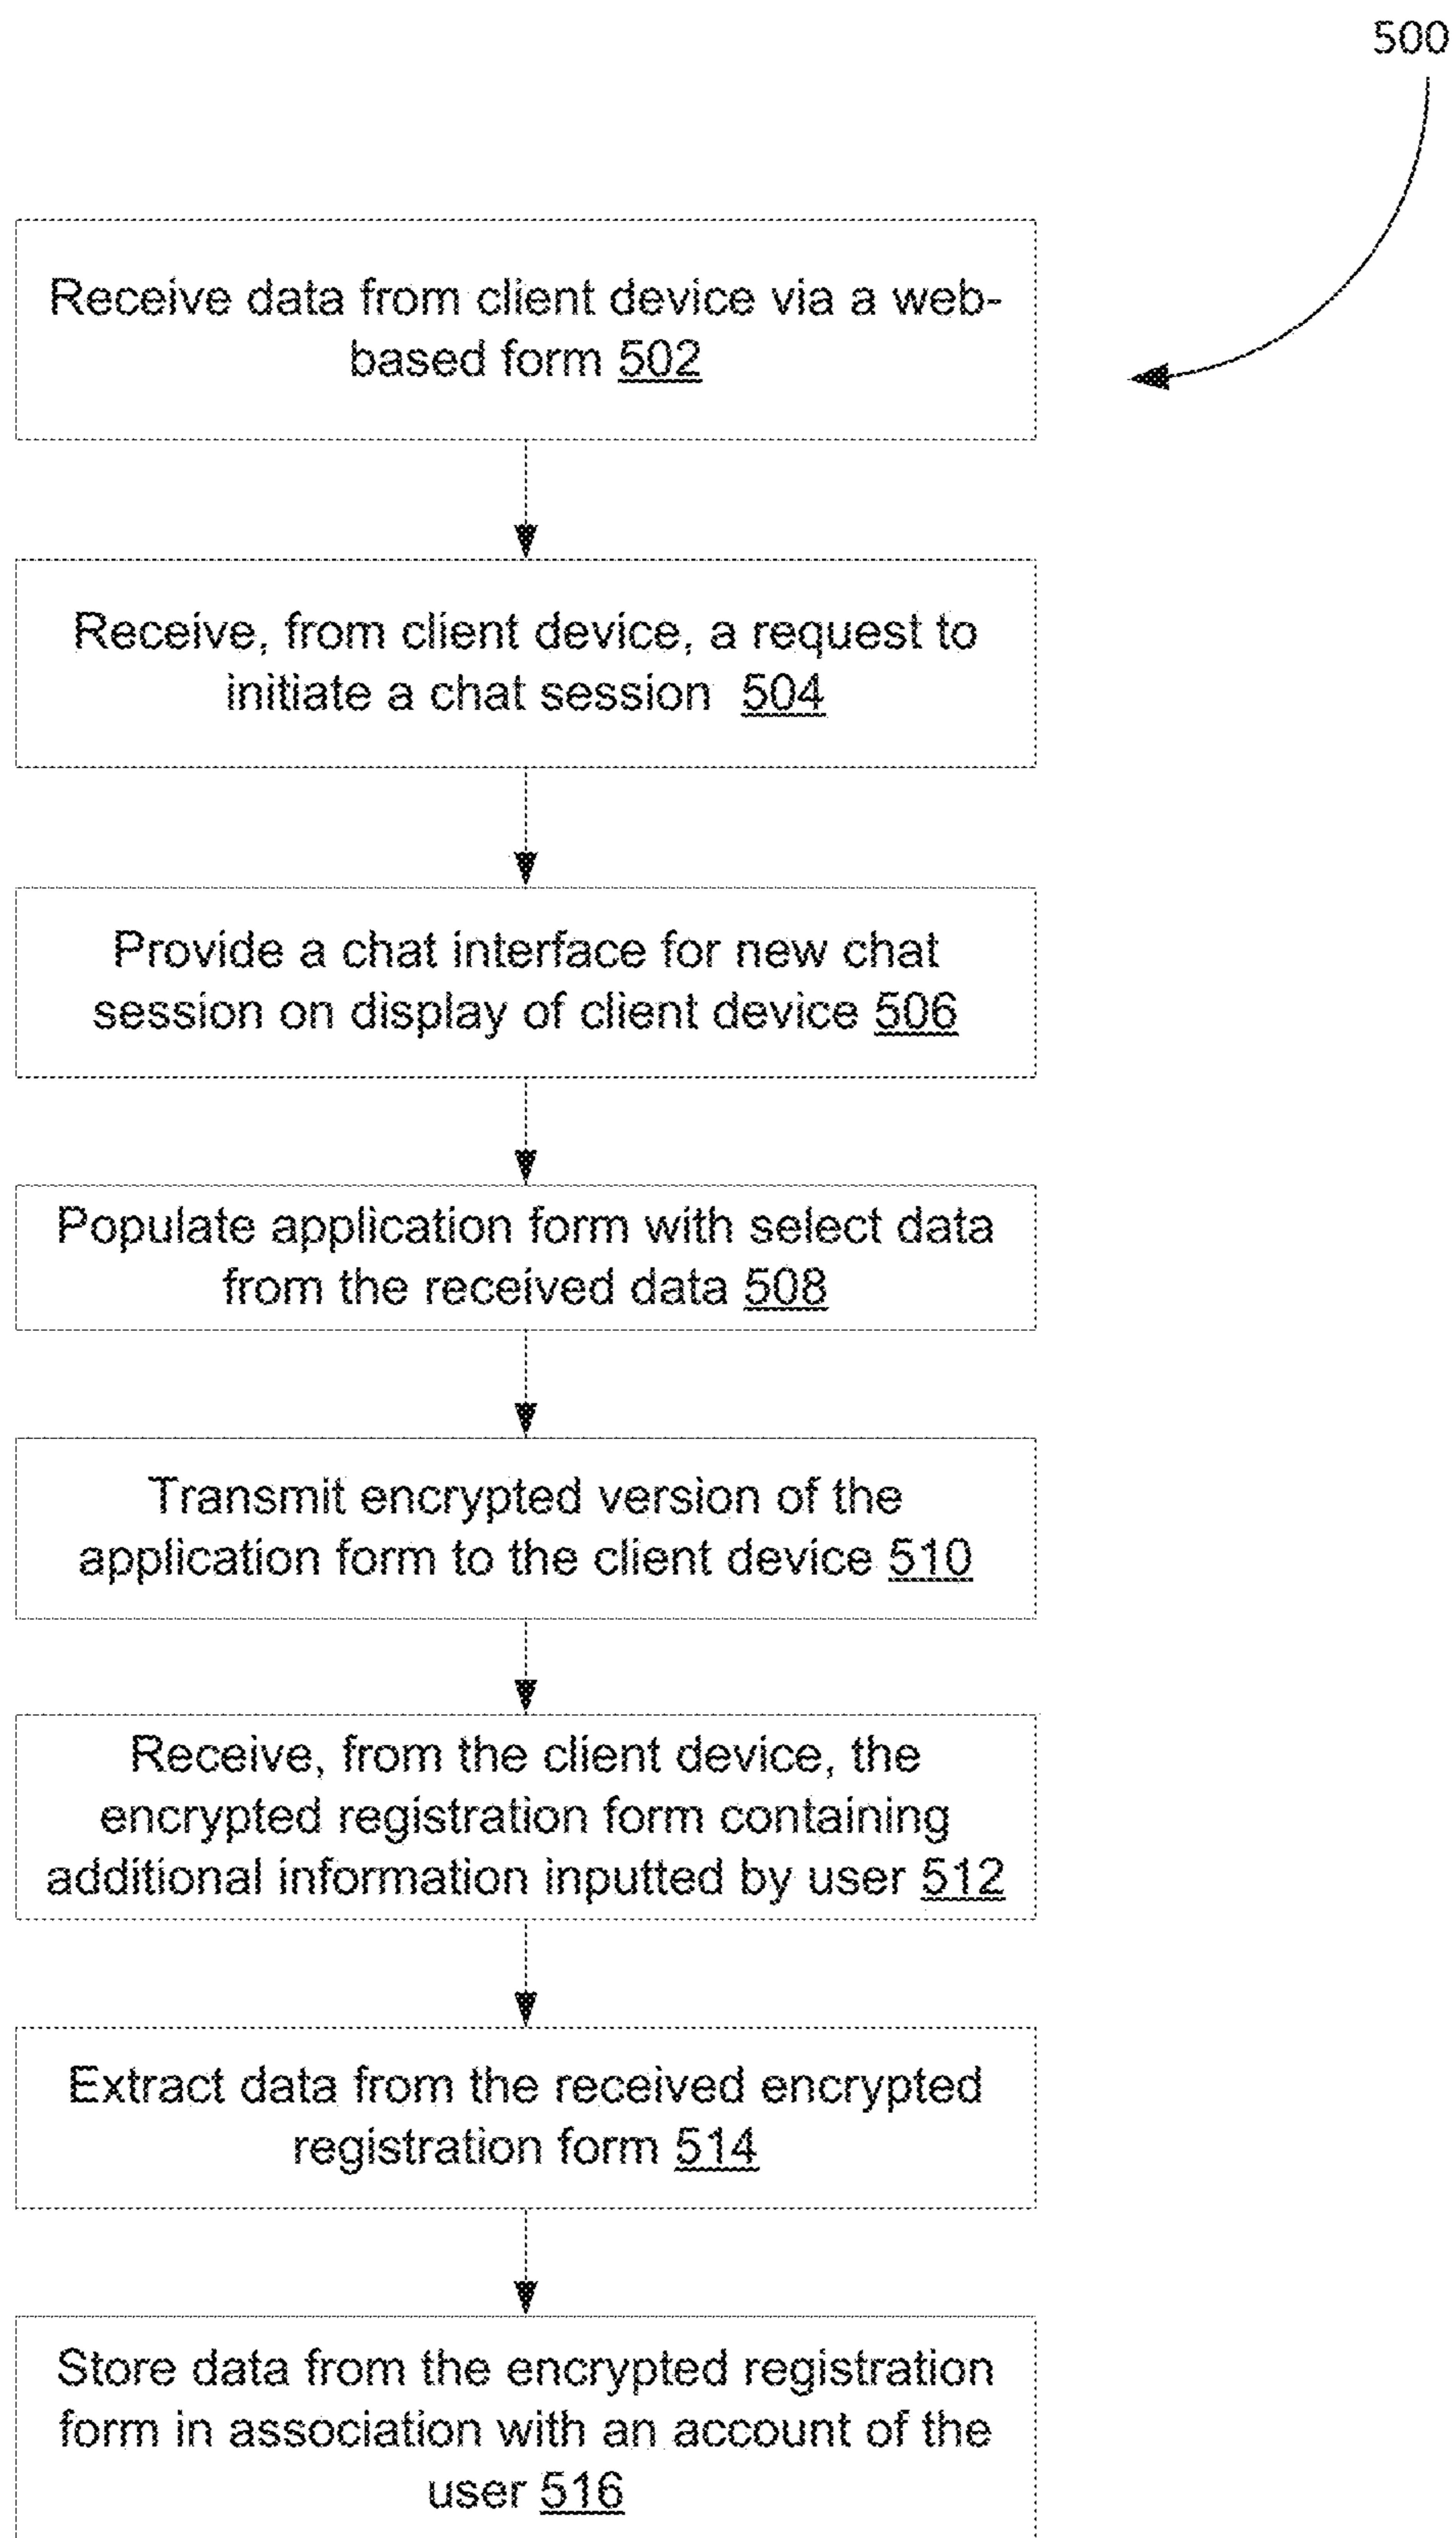 500
Receive data from client device via a web-
based form 502
Receive, from client device, a request to
initiate a chat session 504
Provide a chat interface for new chat
session on display of client device 506
Populate application form with select data
from the received data 508
Transmit encrypted version of the
application form to the client device 510
Receive, from the client device, the
encrypted registration form containing
additional information inputted by user 512
Extract data from the received encrypted
registration form 514
Store data from the encrypted registration
form in association with an account of the
user 516